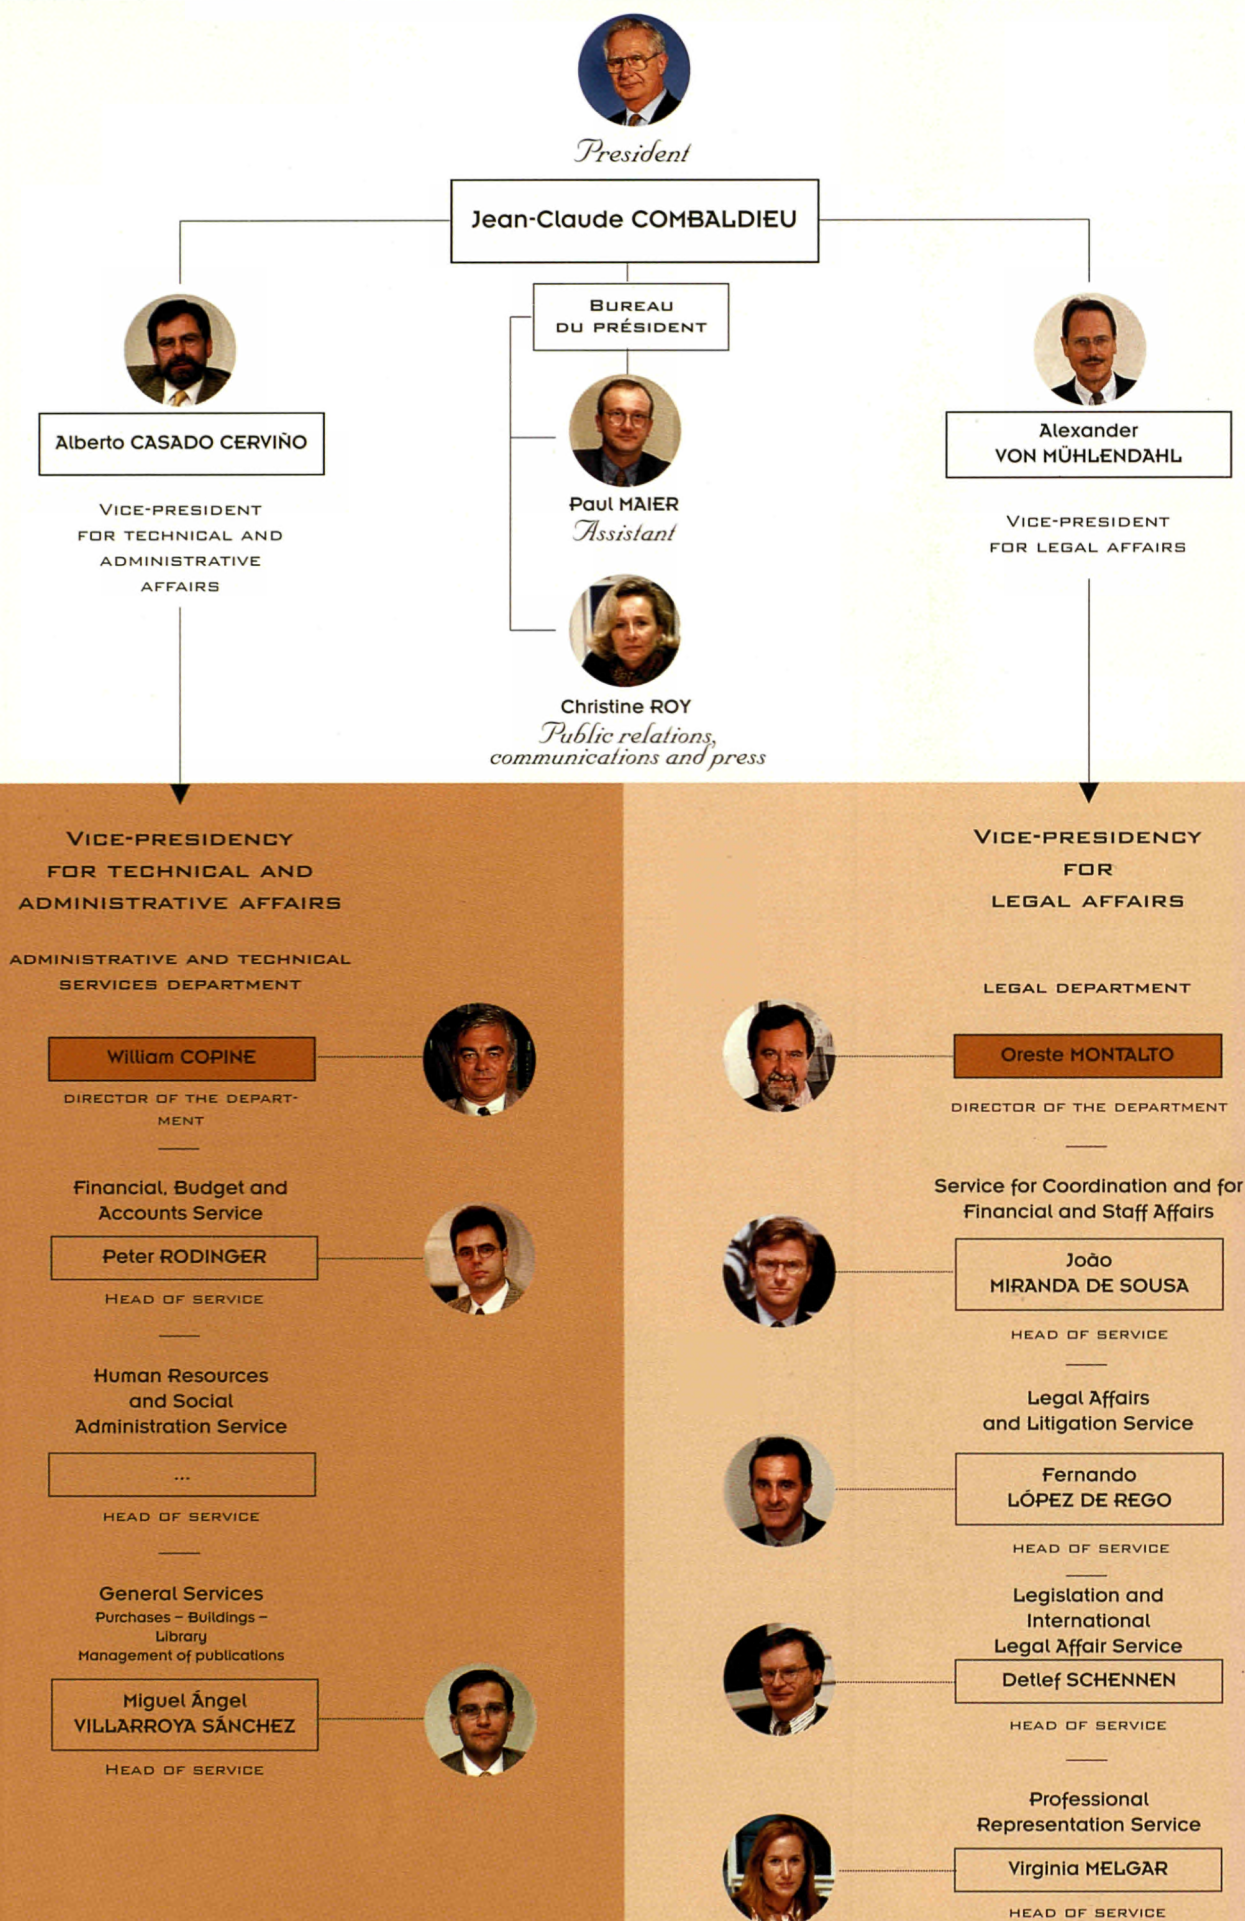 President
Jean-Claude COMBALDIEU
BUREAU
DU PRÉSIDENT
Alberto CASADO CERVIÑO
VICE-PRESIDENT
FOR TECHNICAL AND
ADMINISTRATIVE
AFFAIRS
Paul MAIER
Assistant
Christine ROY
Public relations,
communications and press
Alexander
VON MÜHLENDAHL
VICE-PRESIDENT
FOR LEGAL AFFAIRS
VICE-PRESIDENCY
FOR TECHNICAL AND
ADMINISTRATIVE AFFAIRS
ADMINISTRATIVE AND TECHNICAL
SERVICES DEPARTMENT
William COPINE
DIRECTOR OF THE DEPART-
MENT
Financial, Budget and
Accounts Service
Peter RODINGER
HEAD OF SERVICE
Human Resources
and Social
Administration Service
...
HEAD OF SERVICE
General Services
Purchases – Buildings –
Library
Management of publications
Miguel Ángel
VILLARROYA SÁNCHEZ
HEAD OF SERVICE
VICE-PRESIDENCY
FOR
LEGAL AFFAIRS
LEGAL DEPARTMENT
Oreste MONTALTO
DIRECTOR OF THE DEPARTMENT
Service for Coordination and for
Financial and Staff Affairs
João
MIRANDA DE SOUSA
HEAD OF SERVICE
Legal Affairs
and Litigation Service
Fernando
LÓPEZ DE REGO
HEAD OF SERVICE
Legislation and
International
Legal Affair Service
Detlef SCHENNEN
HEAD OF SERVICE
Professional
Representation Service
Virginia MELGAR
HEAD OF SERVICE